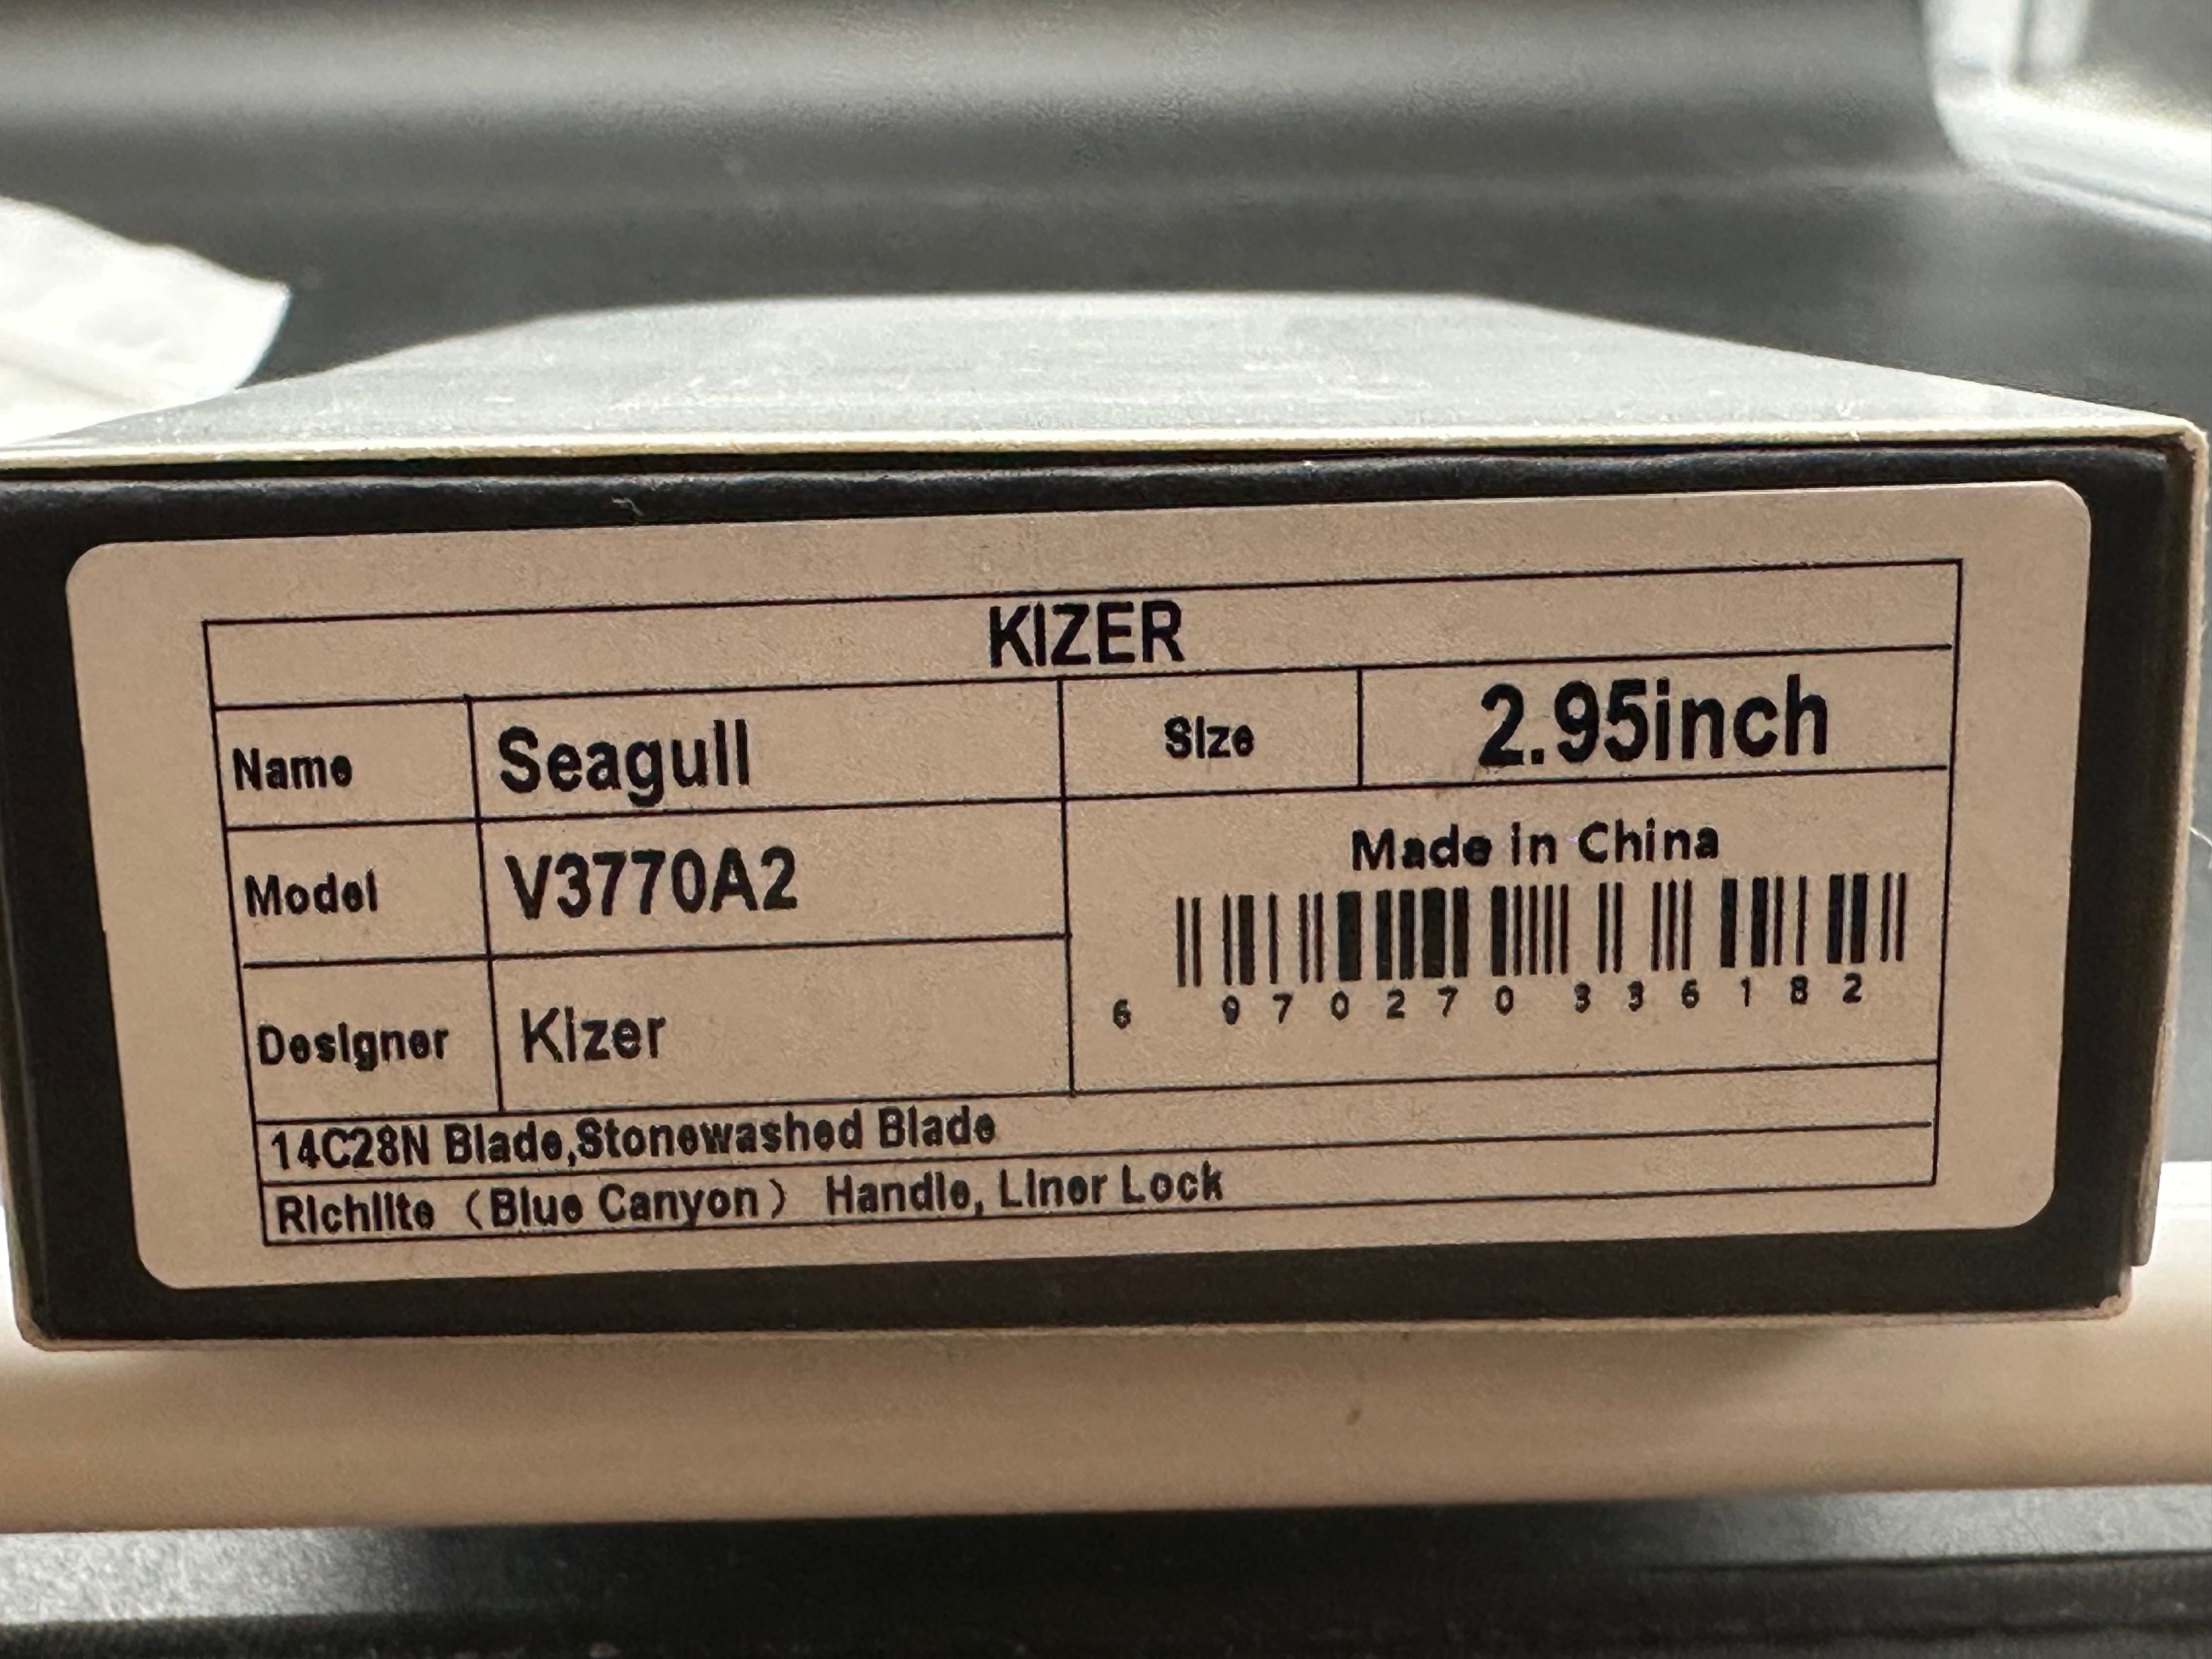 KIZER
Name Seagull Size 2.95inch
Model V3770A2
Made in China
6 970270 336182
Designer Kizer
14C28N Blade,Stonewashed Blade
Richlite（Blue Canyon） Handle, Liner Lock